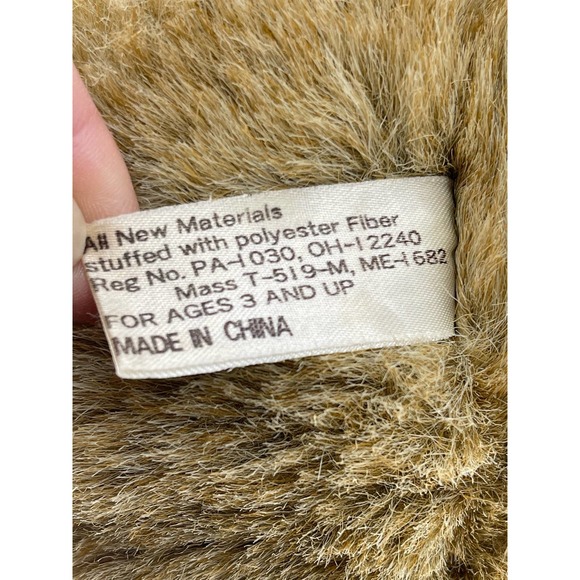 All New Materials
stuffed with polyester Fiber
Reg No. PA-1030, OH-12240
Mass T-519-M, ME-1682
FOR AGES 3 AND UP
MADE IN CHINA